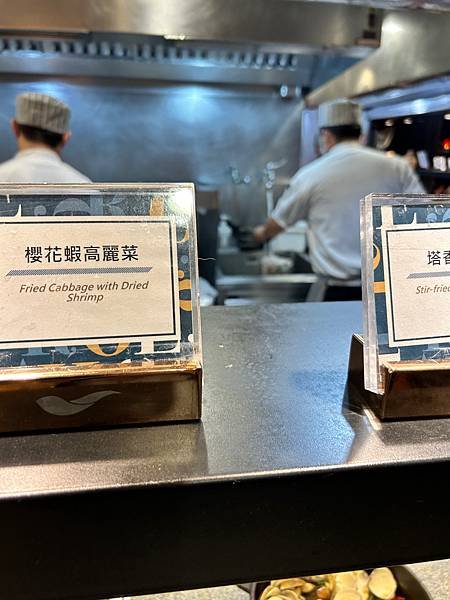 櫻花蝦高麗菜
Fried Cabbage with Dried
Shrimp
塔香
Stir-fried